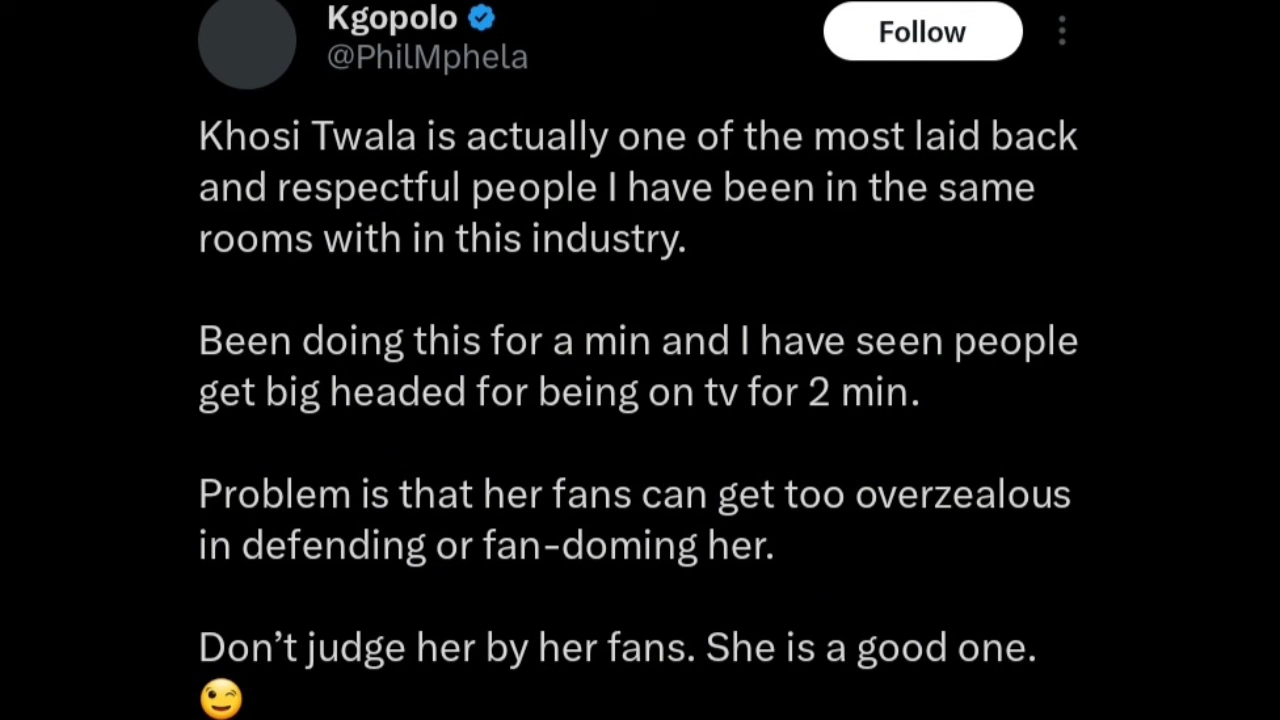 Kgopolo
@PhilMphela
Follow
Khosi Twala is actually one of the most laid back
and respectful people I have been in the same
rooms with in this industry.
Been doing this for a min and I have seen people
get big headed for being on tv for 2 min.
Problem is that her fans can get too overzealous
in defending or fan-doming her.
Don’t judge her by her fans. She is a good one.
😉